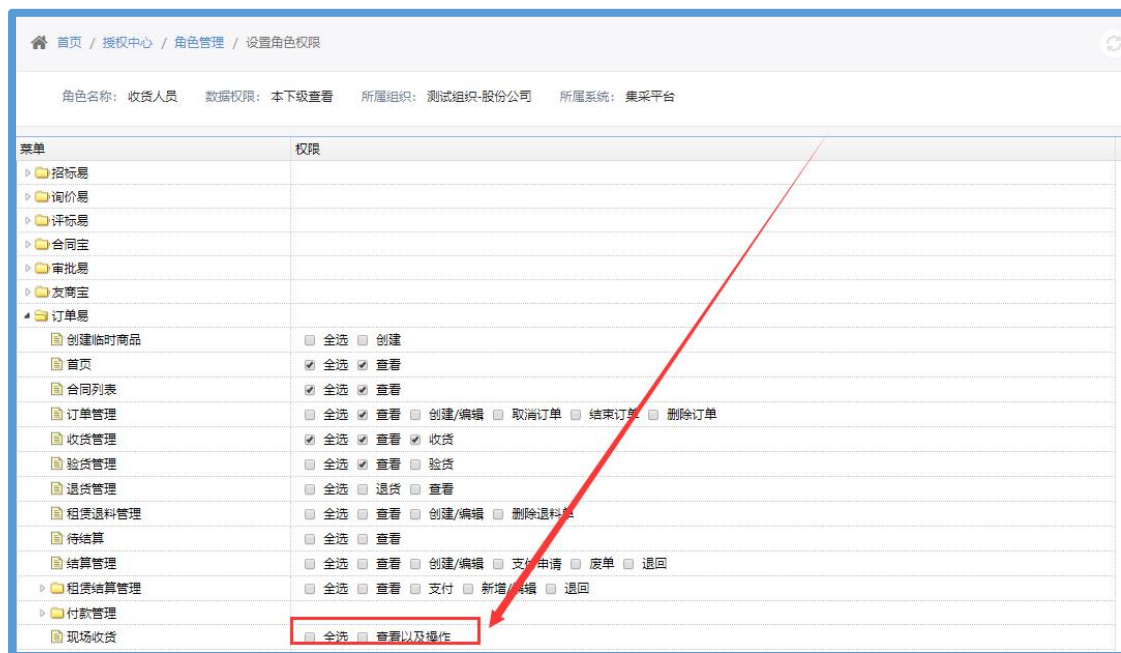 首页 / 授权中心 / 角色管理 / 设置角色权限
角色名称： 收货人员 数据权限： 本下级查看 所属组织： 测试组织-股份公司 所属系统： 集采平台
菜单 权限
招标易
询价易
评标易
合同宝
审批易
友商宝
订单易
创建临时商品 全选 创建
首页 全选 查看
合同列表 全选 查看
订单管理 全选 查看 创建/编辑 取消订单 结束订单 删除订单
收货管理 全选 查看 收货
验货管理 全选 查看 验货
退货管理 全选 退货 查看
租赁退料管理 全选 查看 创建/编辑 删除退料单
待结算 全选 查看
结算管理 全选 查看 创建/编辑 支付申请 废单 退回
租赁结算管理 全选 查看 支付 新增/编辑 退回
付款管理
现场收货 全选 查看以及操作